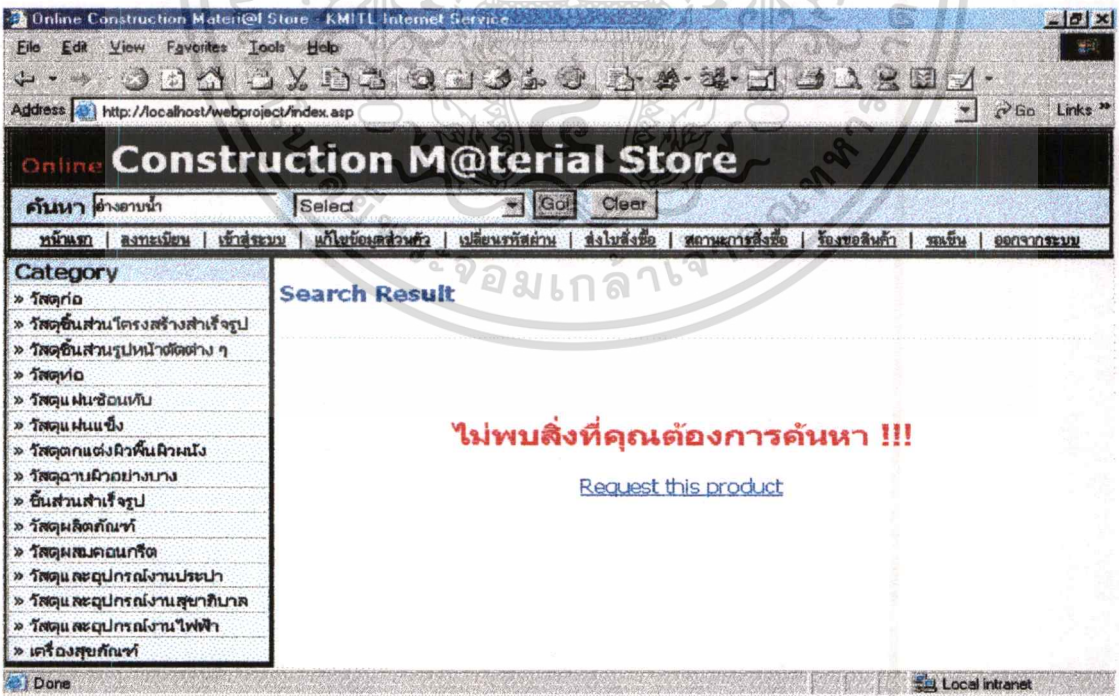 Online Construction Materi@l Store - KMITL Internet Service
File Edit View Favorites Tools Help
Address http://localhost/webproject/index.asp Go Links »
Online Construction M@terial Store
ค้นหา อ่างอาบน้ำ Select Go! Clear
หน้าแรก | ลงทะเบียน | เข้าสู่ระบบ | แก้ไขข้อมูลส่วนตัว | เปลี่ยนรหัสผ่าน | ส่งใบสั่งซื้อ | สถานะการสั่งซื้อ | ร้องขอสินค้า | รถเข็น | ออกจากระบบ
Category
» วัสดุก่อ
» วัสดุชิ้นส่วนโครงสร้างสำเร็จรูป
» วัสดุชิ้นส่วนรูปหน้าตัดต่าง ๆ
» วัสดุท่อ
» วัสดุแผ่นซ้อนทับ
» วัสดุแผ่นแข็ง
» วัสดุตกแต่งผิวพื้นผิวผนัง
» วัสดุฉาบผิวอย่างบาง
» ชิ้นส่วนสำเร็จรูป
» วัสดุผลิตภัณฑ์
» วัสดุผสมคอนกรีต
» วัสดุและอุปกรณ์งานประปา
» วัสดุและอุปกรณ์งานสุขาภิบาล
» วัสดุและอุปกรณ์งานไฟฟ้า
» เครื่องสุขภัณฑ์
Search Result
ไม่พบสิ่งที่คุณต้องการค้นหา !!!
Request this product
Done Local intranet